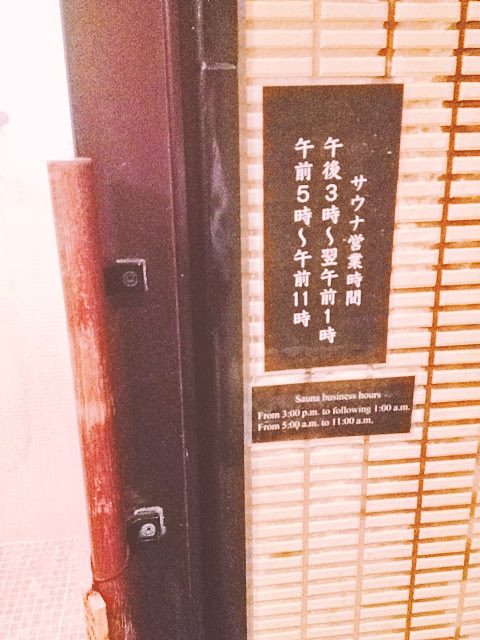 サウナ営業時間
午後3時～翌午前1時
午前5時～午前11時
Sauna business hours
From 3:00 p.m. to following 1:00 a.m.
From 5:00 a.m. to 11:00 a.m.